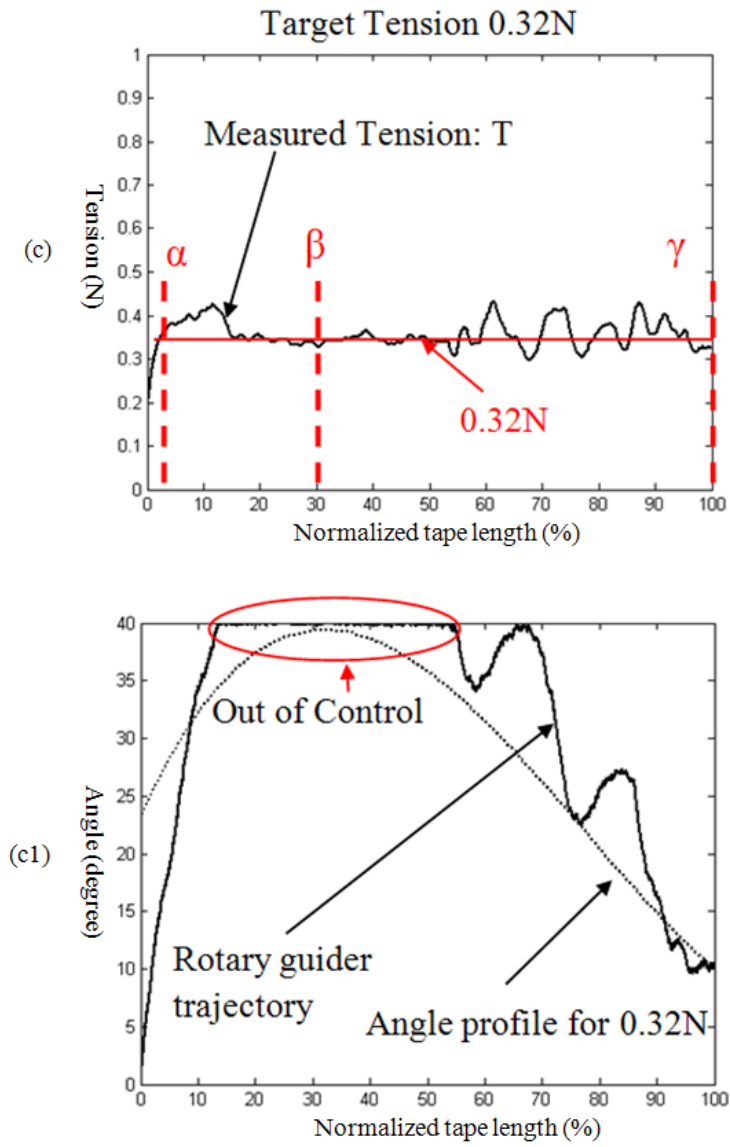 Target Tension 0.32N
1
0.9
0.8
0.7
0.6
0.5
0.4
0.3
0.2
0.1
0
Tension (N)
(c)
Measured Tension: T
α
β
γ
0.32N
0 10 20 30 40 50 60 70 80 90 100
Normalized tape length (%)
40
35
30
25
20
15
10
5
0
Angle (degree)
(c1)
Out of Control
Rotary guider
trajectory
Angle profile for 0.32N
0 10 20 30 40 50 60 70 80 90 100
Normalized tape length (%)